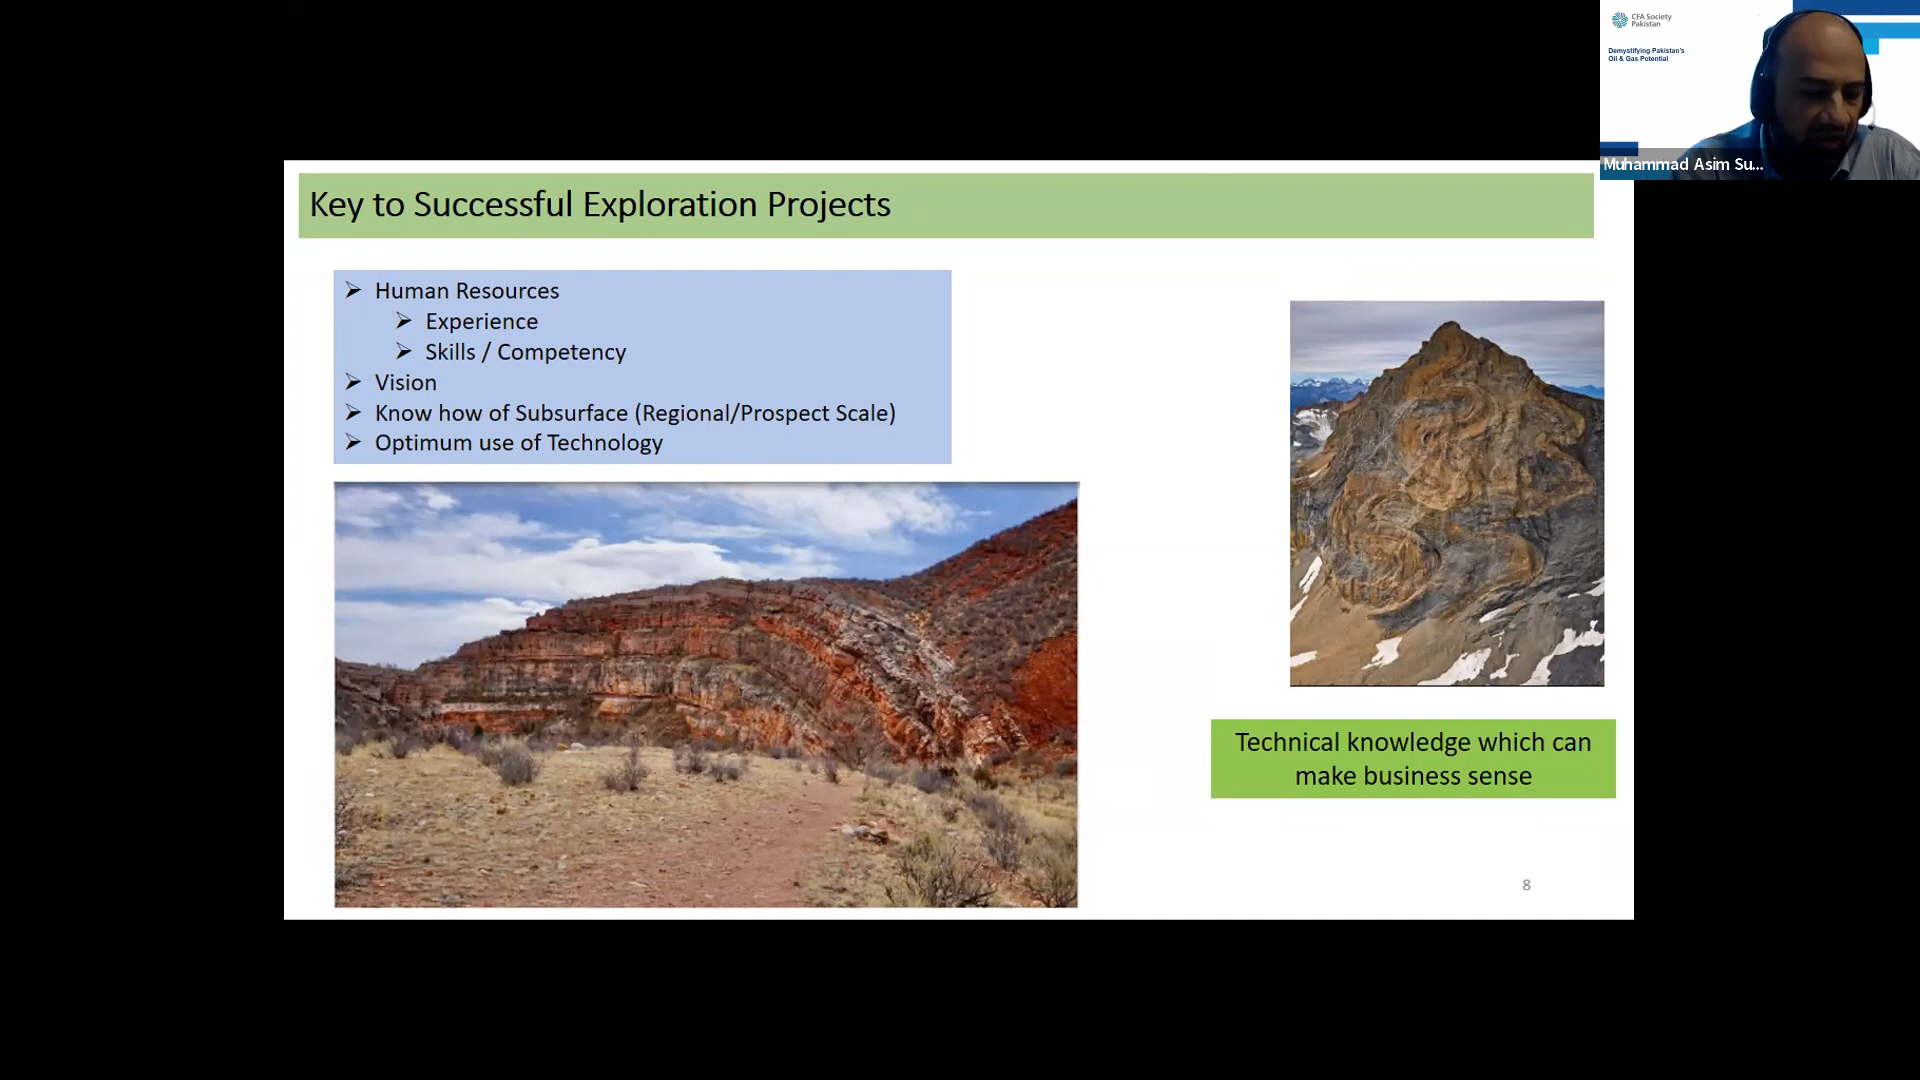 CFA Society
Pakistan
Demystifying Pakistan's
Oil & Gas Potential
Muhammad Asim Su...
Key to Successful Exploration Projects
➢ Human Resources
➢ Experience
➢ Skills / Competency
➢ Vision
➢ Know how of Subsurface (Regional/Prospect Scale)
➢ Optimum use of Technology
Technical knowledge which can
make business sense
8